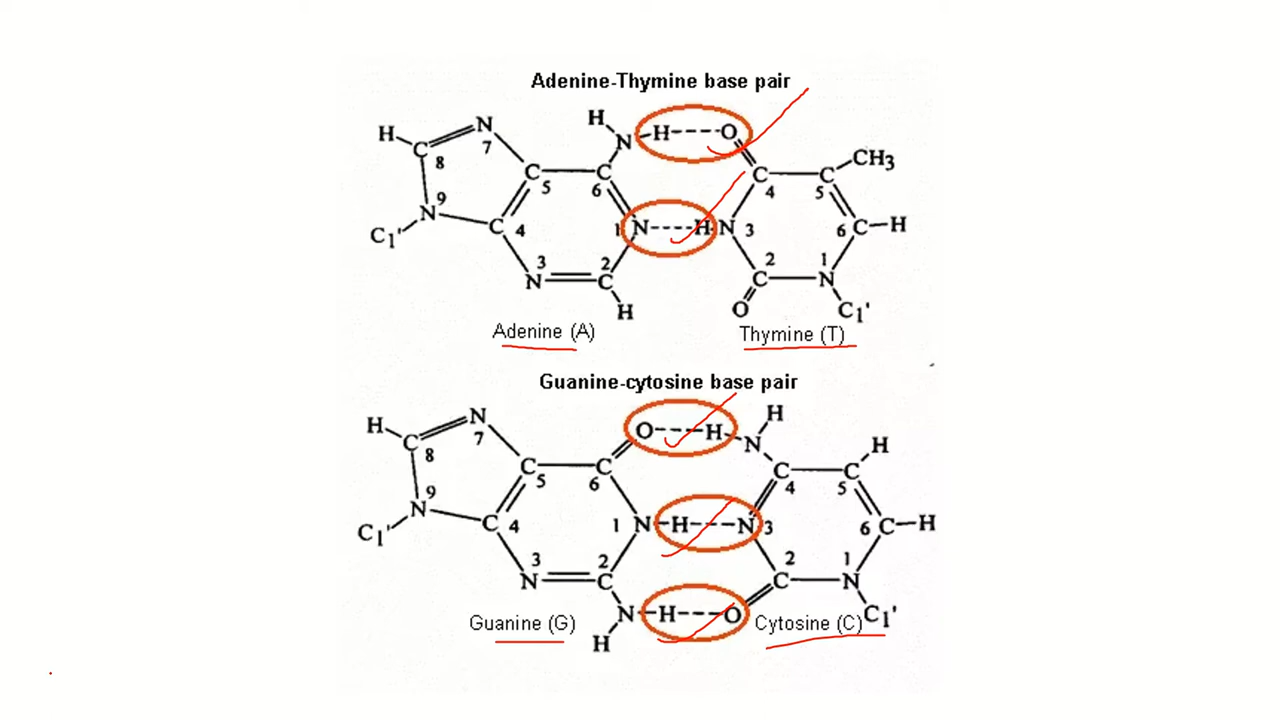 Adenine-Thymine base pair
H
H N 7 N H---O CH3
C 8 C 5 C 6 C 4 C 5
9 N C 4 1 N----H N 3 6 C H
C1'
3 N 2 C C 2 1 N
H O C1'
Adenine (A) Thymine (T)
Guanine-cytosine base pair
H
H N 7 O---H N H
C 8 C 5 C 6 C 4 C 5
9 N C 4 1 N H---N 3 6 C H
C1'
3 N 2 C C 2 1 N
N H---O C1'
Guanine (G) Cytosine (C)
H